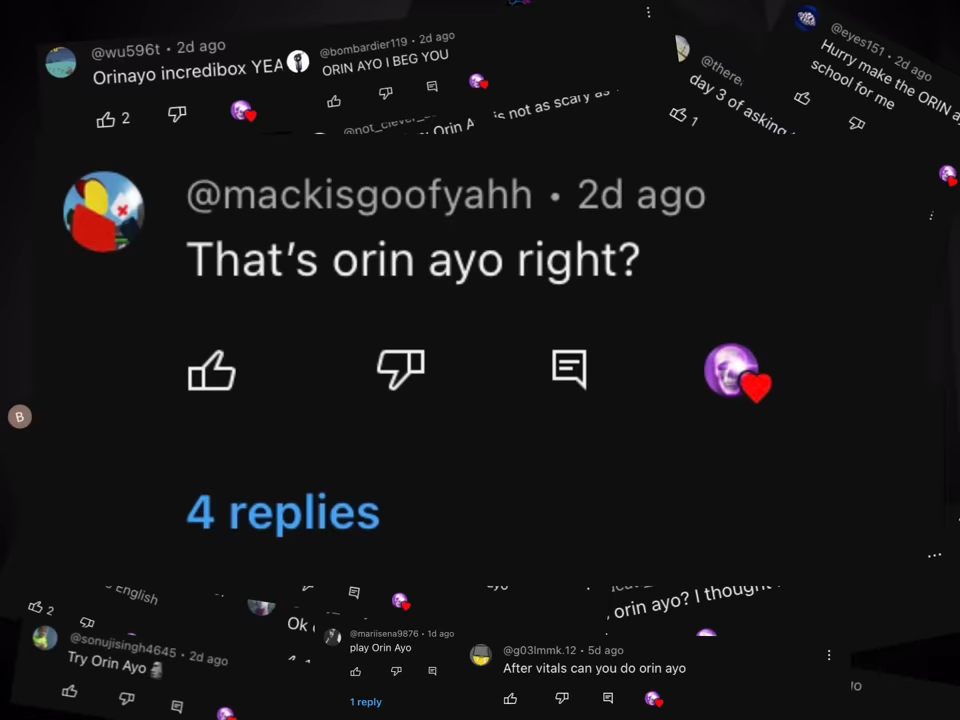 @wu596t • 2d ago
Orinayo incredibox YEA
2
@bombardier119 • 2d ago
ORIN AYO I BEG YOU
@there.
day 3 of asking
1
@eyes151 • 2d ago
Hurry make the ORIN
school for me
@not_clever_
Orin A
is not as scary as
@mackisgoofyahh • 2d ago
That's orin ayo right?
B
4 replies
English
2
@sonujisingh4645 • 2d ago
Try Orin Ayo 🗿
Ok
@mariisena9876 • 1d ago
play Orin Ayo
1 reply
orin ayo? I thought
@g03lmmk.12 • 5d ago
After vitals can you do orin ayo